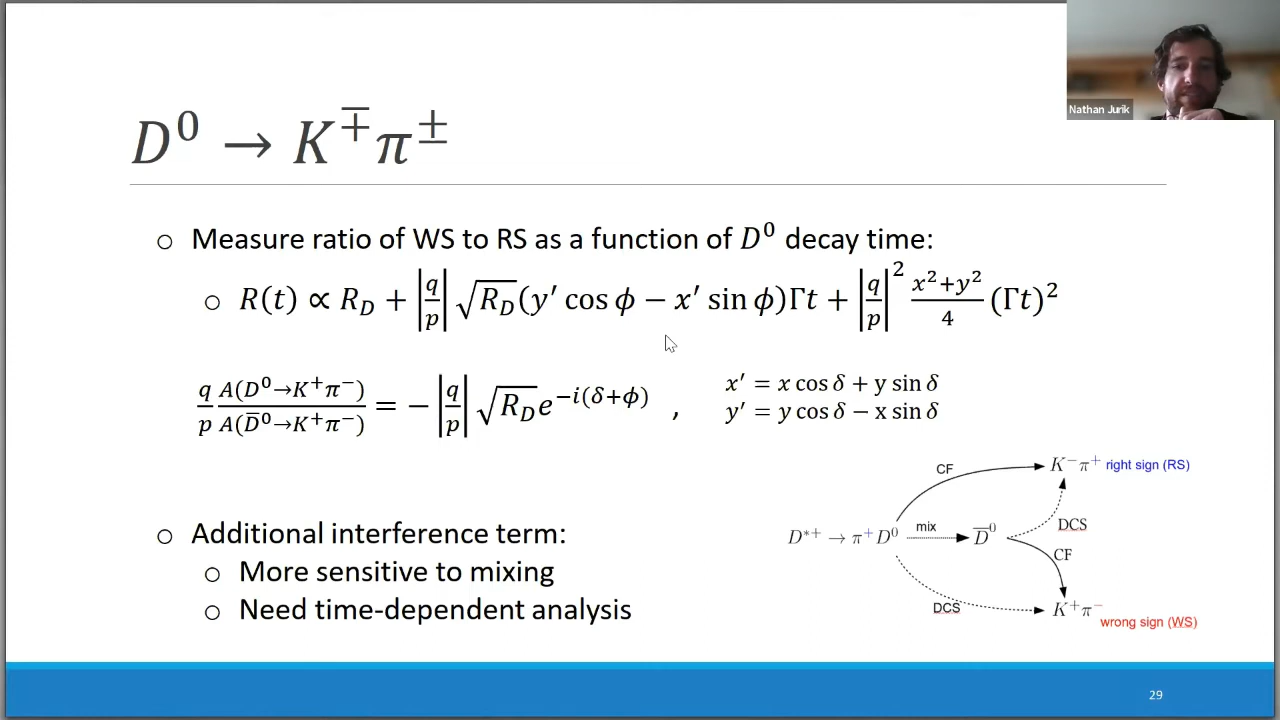 Nathan Jurik
D⁰ → K^∓ π^±
○ Measure ratio of WS to RS as a function of D⁰ decay time:
○ R(t) ∝ R_D + |q/p| √R_D (y′ cos ϕ − x′ sin ϕ)Γt + |q/p|² (x²+y²)/4 (Γt)²
q/p A(D⁰→K⁺π⁻)/A(D̅⁰→K⁺π⁻) = −|q/p| √R_D e^{−i(δ+ϕ)} ,
x′ = x cos δ + y sin δ
y′ = y cos δ − x sin δ
○ Additional interference term:
○ More sensitive to mixing
○ Need time-dependent analysis
CF
K⁻π⁺ right sign (RS)
D*⁺ → π⁺D⁰
mix
D̅⁰
DCS
CF
DCS
K⁺π⁻
wrong sign (WS)
29